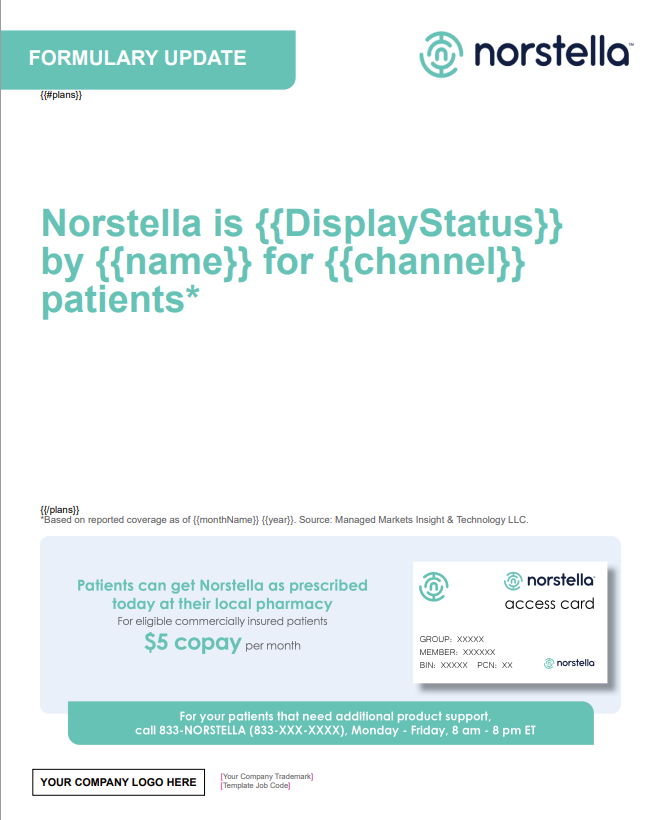 FORMULARY UPDATE
norstella™
{{#plans}}
Norstella is {{DisplayStatus}}
by {{name}} for {{channel}}
patients*
{{/plans}}
*Based on reported coverage as of {{monthName}} {{year}}. Source: Managed Markets Insight & Technology LLC.
Patients can get Norstella as prescribed
today at their local pharmacy
For eligible commercially insured patients
$5 copay per month
norstella
access card
GROUP: XXXXX
MEMBER: XXXXXX
BIN: XXXXX PCN: XX
norstella
For your patients that need additional product support,
call 833-NORSTELLA (833-XXX-XXXX), Monday - Friday, 8 am - 8 pm ET
YOUR COMPANY LOGO HERE
[Your Company Trademark]
[Template Job Code]